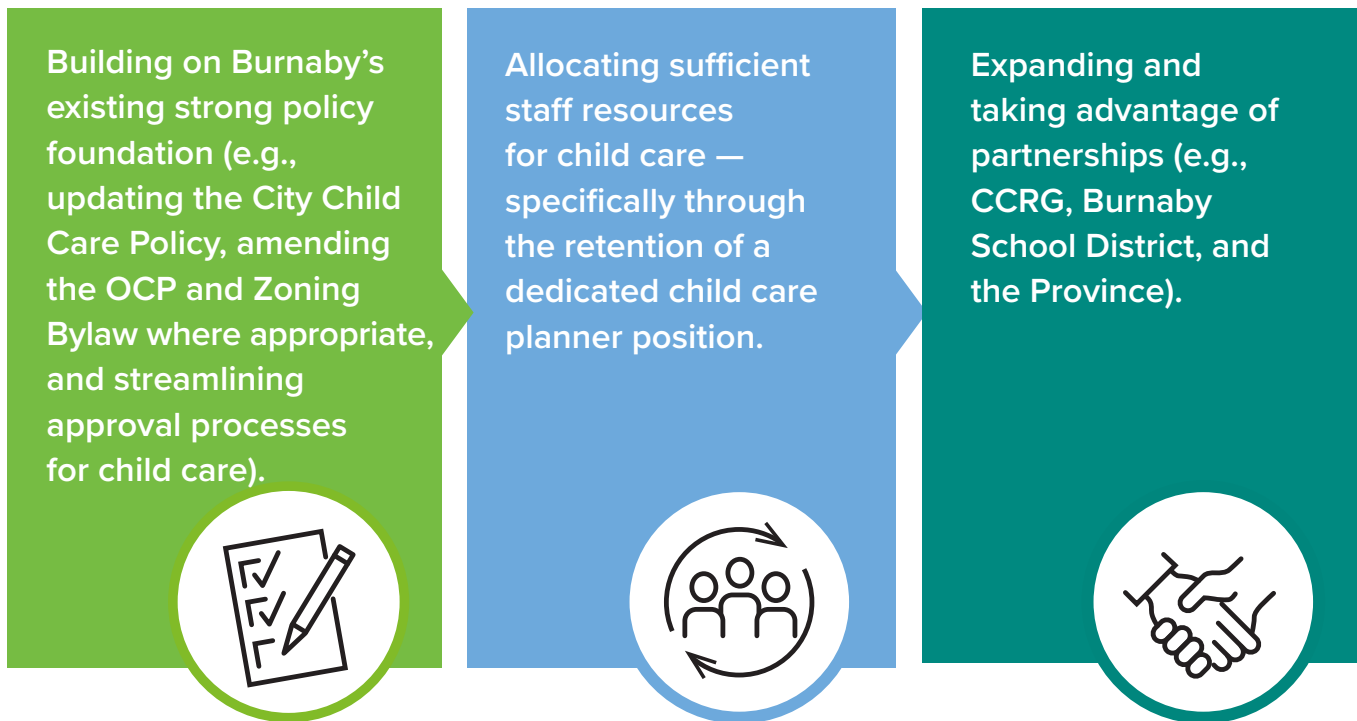 Building on Burnaby’s
existing strong policy
foundation (e.g.,
updating the City Child
Care Policy, amending
the OCP and Zoning
Bylaw where appropriate,
and streamlining
approval processes
for child care).
Allocating sufficient
staff resources
for child care —
specifically through
the retention of a
dedicated child care
planner position.
Expanding and
taking advantage of
partnerships (e.g.,
CCRG, Burnaby
School District, and
the Province).